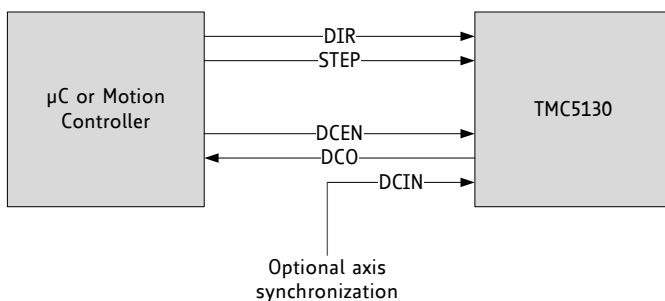 DIR
STEP
µC or Motion
Controller
TMC5130
DCEN
DCO
DCIN
Optional axis
synchronization